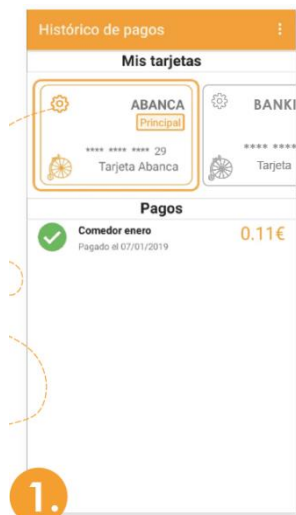 Histórico de pagos
Mis tarjetas
ABANCA
Principal
**** **** **** 29
Tarjeta Abanca
BANKI
**** ****
Tarjeta
Pagos
Comedor enero
0.11€
Pagado el 07/01/2019
1.